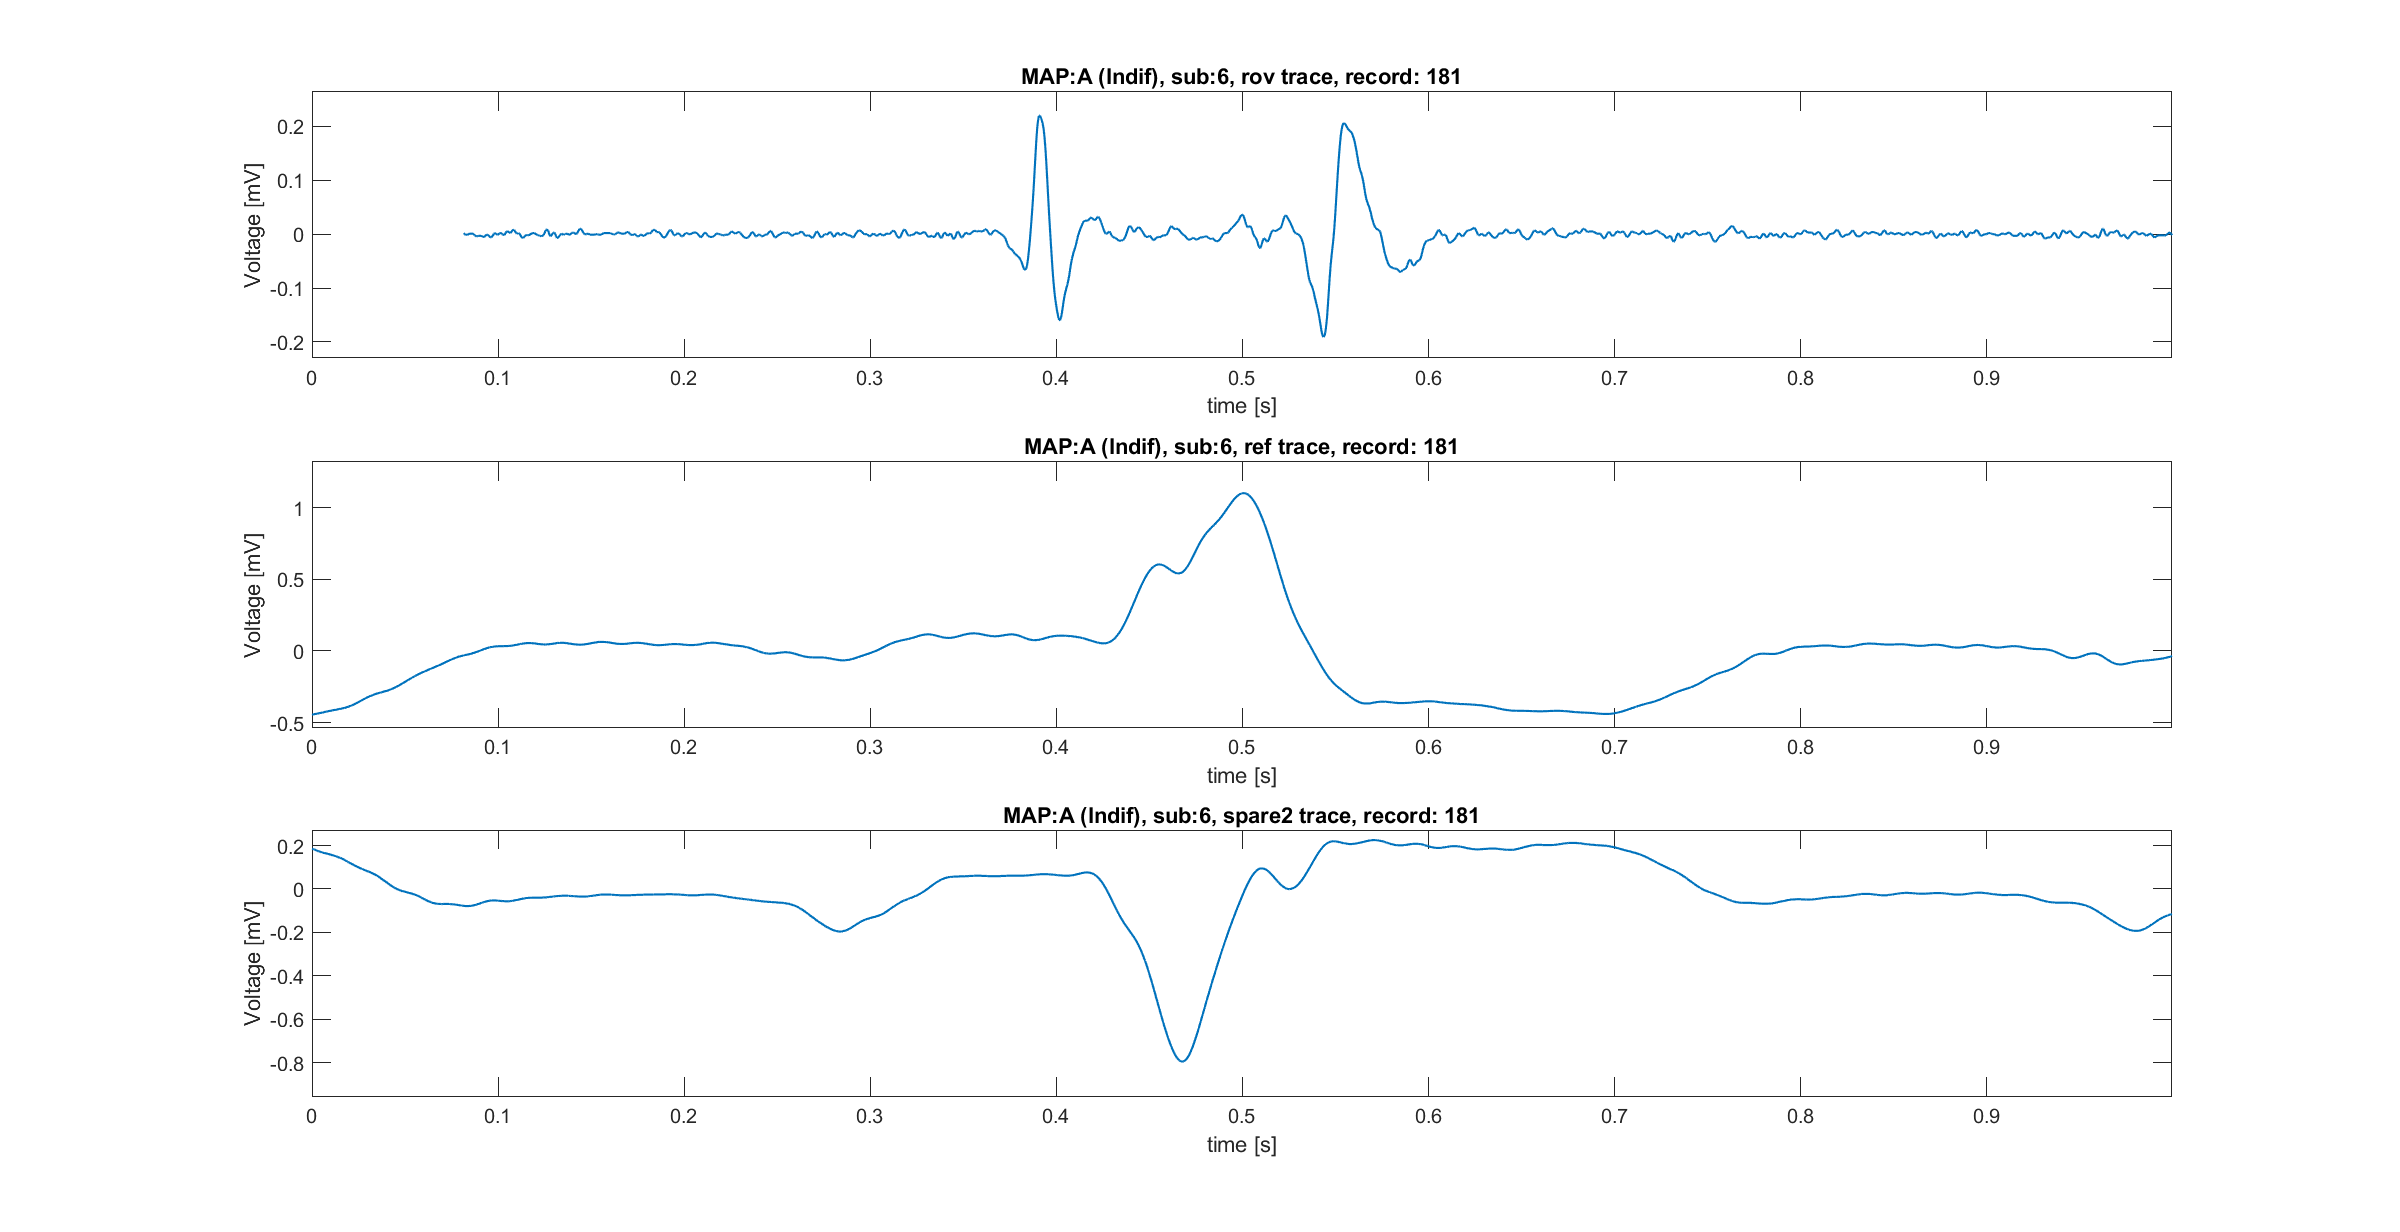 MAP:A (Indif), sub:6, rov trace, record: 181
Voltage [mV]
0.2
0.1
0
-0.1
-0.2
0 0.1 0.2 0.3 0.4 0.5 0.6 0.7 0.8 0.9
time [s]
MAP:A (Indif), sub:6, ref trace, record: 181
Voltage [mV]
1
0.5
0
-0.5
0 0.1 0.2 0.3 0.4 0.5 0.6 0.7 0.8 0.9
time [s]
MAP:A (Indif), sub:6, spare2 trace, record: 181
Voltage [mV]
0.2
0
-0.2
-0.4
-0.6
-0.8
0 0.1 0.2 0.3 0.4 0.5 0.6 0.7 0.8 0.9
time [s]